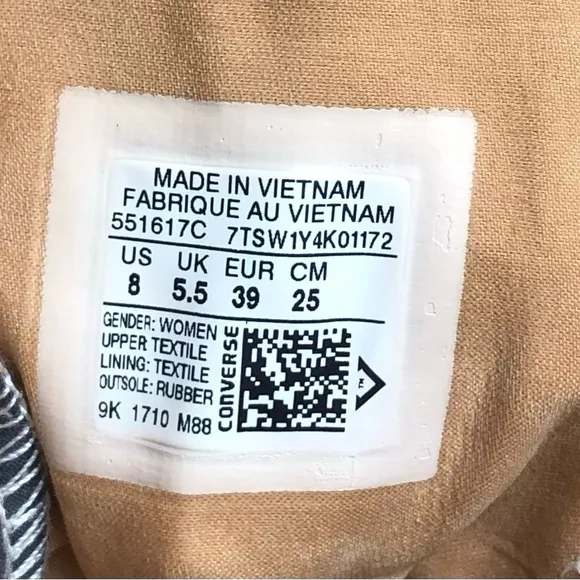 MADE IN VIETNAM
FABRIQUE AU VIETNAM
551617C 7TSW1Y4K01172
US UK EUR CM
8 5.5 39 25
GENDER: WOMEN
UPPER TEXTILE
LINING: TEXTILE
OUTSOLE: RUBBER
9K 1710 M88
CONVERSE